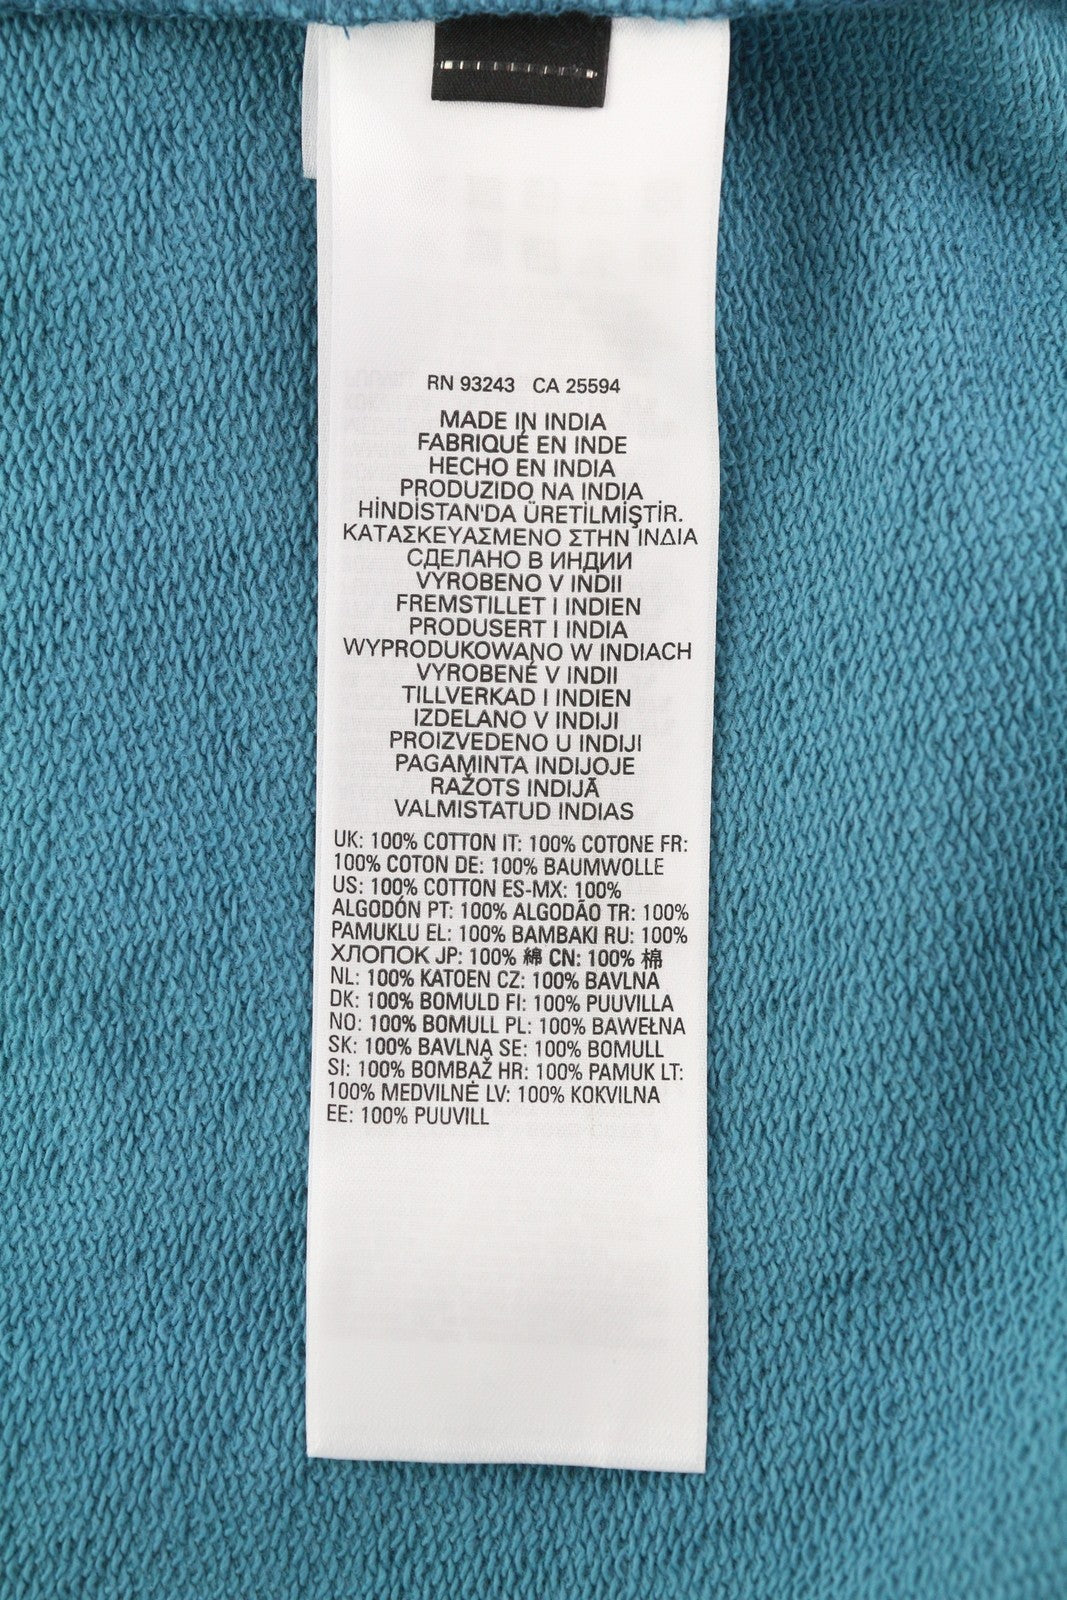 RN 93243 CA 25594
MADE IN INDIA
FABRIQUÉ EN INDE
HECHO EN INDIA
PRODUZIDO NA INDIA
HİNDİSTAN'DA ÜRETİLMİŞTİR.
ΚΑΤΑΣΚΕΥΑΣΜΕΝΟ ΣΤΗΝ ΙΝΔΙΑ
СДЕЛАНО В ИНДИИ
VYROBENO V INDII
FREMSTILLET I INDIEN
PRODUSERT I INDIA
WYPRODUKOWANO W INDIACH
VYROBENÉ V INDII
TILLVERKAD I INDIEN
IZDELANO V INDIJI
PROIZVEDENO U INDIJI
PAGAMINTA INDIJOJE
RAŽOTS INDIJĀ
VALMISTATUD INDIAS
UK: 100% COTTON IT: 100% COTONE FR:
100% COTON DE: 100% BAUMWOLLE
US: 100% COTTON ES-MX: 100%
ALGODÓN PT: 100% ALGODÃO TR: 100%
PAMUKLU EL: 100% BAMBAKI RU: 100%
ХЛОПОК JP: 100% 綿 CN: 100% 棉
NL: 100% KATOEN CZ: 100% BAVLNA
DK: 100% BOMULD FI: 100% PUUVILLA
NO: 100% BOMULL PL: 100% BAWEŁNA
SK: 100% BAVLNA SE: 100% BOMULL
SI: 100% BOMBAŽ HR: 100% PAMUK LT:
100% MEDVILNĖ LV: 100% KOKVILNA
EE: 100% PUUVILL